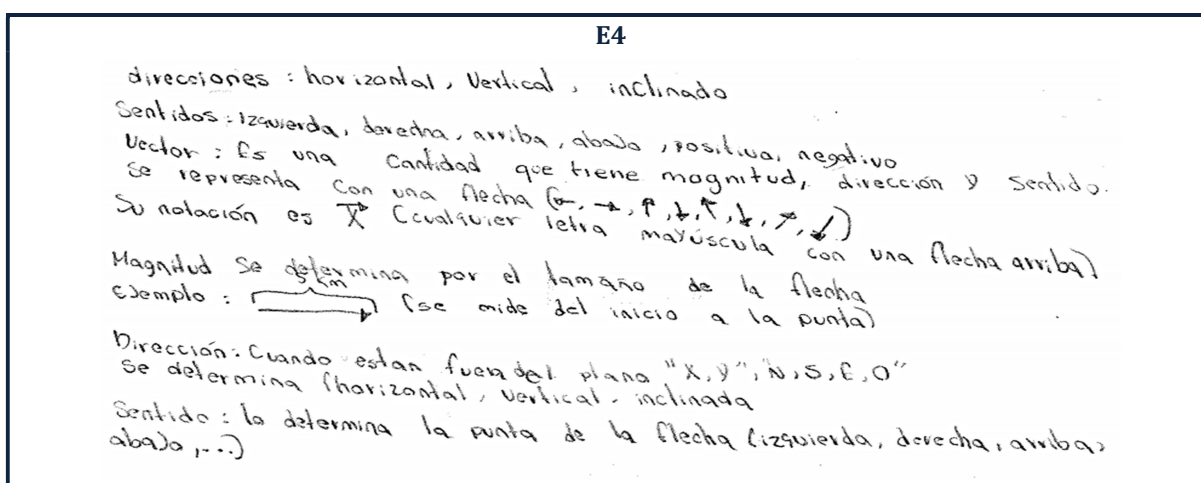 E4
direcciones : horizontal, Vertical, inclinado
Sentidos: izquierda, derecha, arriba, abajo, positivo, negativo
Vector : Es una cantidad que tiene magnitud, dirección y sentido.
Se representa con una flecha (←, →, ↑, ↓, ↖, ↓, ↗, ↙)
Su notación es X⃗ (cualquier letra mayúscula con una flecha arriba)
Magnitud Se determina por el tamaño de la flecha
5 km
Ejemplo : (se mide del inicio a la punta)
Dirección: Cuando estan fuera del plano "X, y", N, S, E, O"
se determina (horizontal, vertical, inclinada
Sentido : lo determina la punta de la flecha (izquierda, derecha, arriba,
abajo,...)